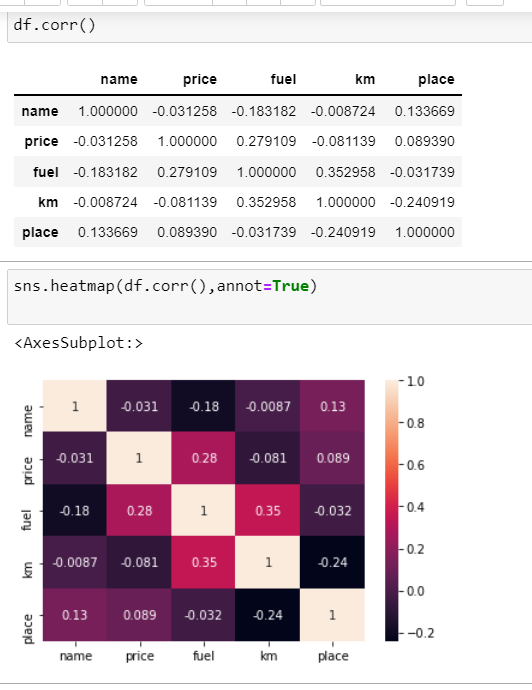 df.corr()
name price fuel km place
name 1.000000 -0.031258 -0.183182 -0.008724 0.133669
price -0.031258 1.000000 0.279109 -0.081139 0.089390
fuel -0.183182 0.279109 1.000000 0.352958 -0.031739
km -0.008724 -0.081139 0.352958 1.000000 -0.240919
place 0.133669 0.089390 -0.031739 -0.240919 1.000000
sns.heatmap(df.corr(),annot=True)
<AxesSubplot:>
name 1 -0.031 -0.18 -0.0087 0.13
price -0.031 1 0.28 -0.081 0.089
fuel -0.18 0.28 1 0.35 -0.032
km -0.0087 -0.081 0.35 1 -0.24
place 0.13 0.089 -0.032 -0.24 1
name price fuel km place
1.0
0.8
0.6
0.4
0.2
0.0
−0.2